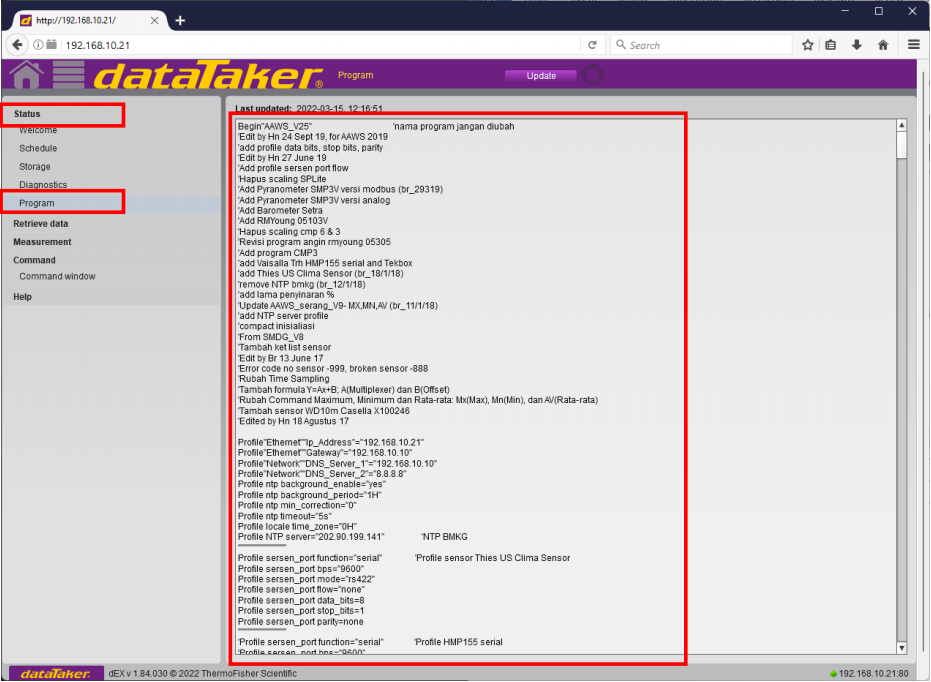 http://192.168.10.21/
192.168.10.21
Search
dataTaker®
Program
Update
Status
Welcome
Schedule
Storage
Diagnostics
Program
Retrieve data
Measurement
Command
Command window
Help
Last updated: 2022-03-15, 12:16:51
Begin"AAWS_V25" 'nama program jangan diubah
'Edit by Hn 24 Sept 19, for AAWS 2019
'add profile data bits, stop bits, parity
'Edit by Hn 27 June 19
'Add profile sersen port flow
'Hapus scaling SPLite
'Add Pyranometer SMP3V versi modbus (br_29319)
'Add Pyranometer SMP3V versi analog
'Add Barometer Setra
'Add RMYoung 05103V
'Hapus scaling cmp 6 & 3
'Revisi program angin rmyoung 05305
'Add program CMP3
'add Vaisalla Trh HMP155 serial and Tekbox
'add Thies US Clima Sensor (br_18/1/18)
'remove NTP bmkg (br_12/1/18)
'add lama penyinaran %
'Update AAWS_serang_V9- MX,MN,AV (br_11/1/18)
'add NTP server profile
'compact inisialiasi
'From SMDG_V8
'Tambah ket list sensor
'Edit by Br 13 June 17
'Error code no sensor -999, broken sensor -888
'Rubah Time Sampling
'Tambah formula Y=Ax+B; A(Multiplexer) dan B(Offset)
'Rubah Command Maximum, Minimum dan Rata-rata: Mx(Max), Mn(Min), dan AV(Rata-rata)
'Tambah sensor WD10m Casella X100246
'Edited by Hn 18 Agustus 17
Profile"Ethernet""Ip_Address"="192.168.10.21"
Profile"Ethernet""Gateway"="192.168.10.10"
Profile"Network""DNS_Server_1"="192.168.10.10"
Profile"Network""DNS_Server_2"="8.8.8.8"
Profile ntp background_enable="yes"
Profile ntp background_period="1H"
Profile ntp min_correction="0"
Profile ntp timeout="5s"
Profile locale time_zone="0H"
Profile NTP server="202.90.199.141" 'NTP BMKG
Profile sersen_port function="serial" 'Profile sensor Thies US Clima Sensor
Profile sersen_port bps="9600"
Profile sersen_port mode="rs422"
Profile sersen_port flow="none"
Profile sersen_port data_bits=8
Profile sersen_port stop_bits=1
Profile sersen_port parity=none
'Profile sersen_port function="serial" 'Profile HMP155 serial
'Profile sersen_port bps="9600"
dataTaker. dEX v 1.84.030 © 2022 ThermoFisher Scientific
192.168.10.21:80